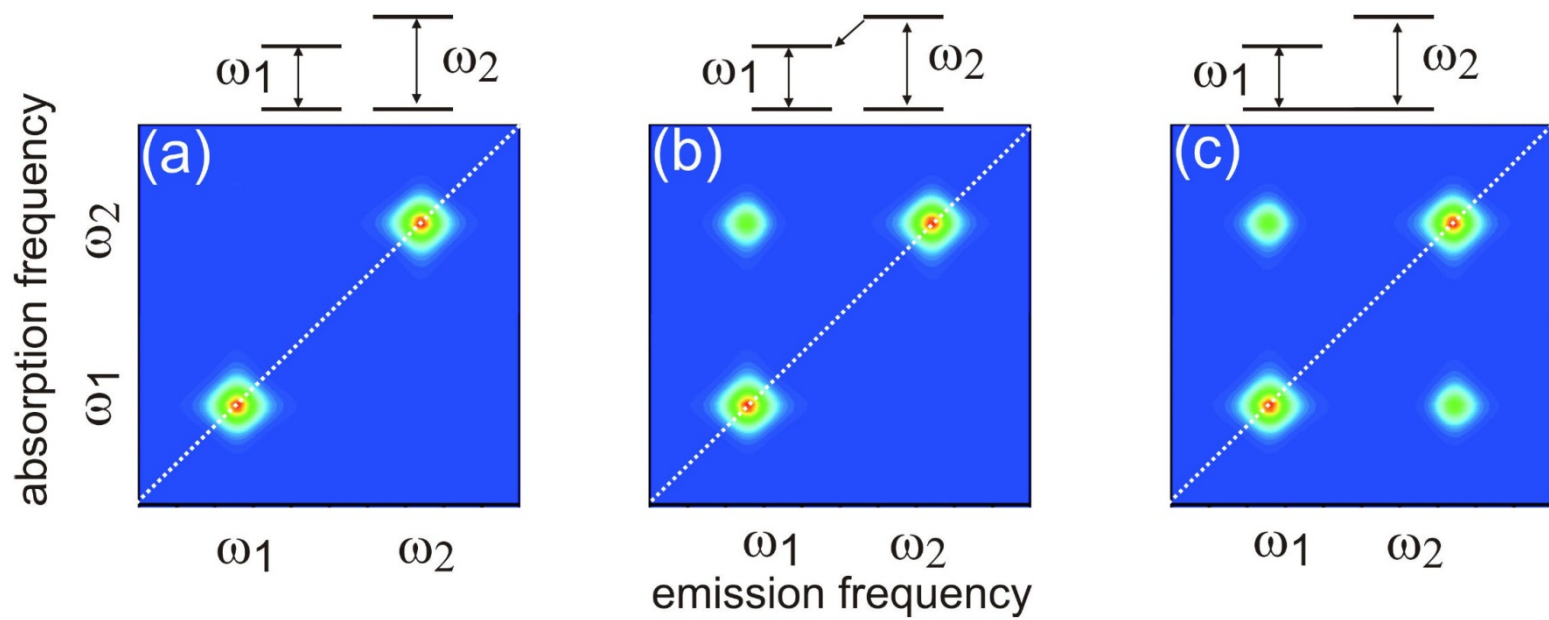 ω1 ω2
ω1 ω2
ω1 ω2
(a) (b) (c)
absorption frequency
ω2
ω1
ω1 ω2 ω1 ω2 ω1 ω2
emission frequency